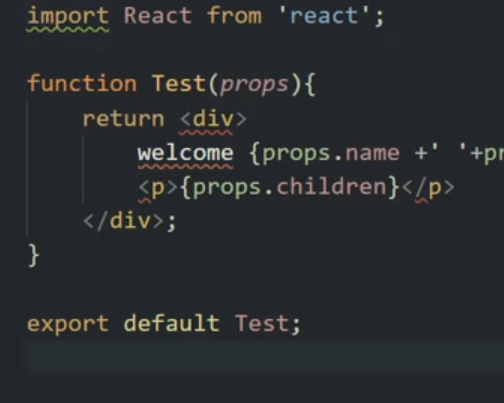 import React from 'react';
function Test(props){
return <div>
welcome {props.name +' '+pr
<p>{props.children}</p>
</div>;
}
export default Test;